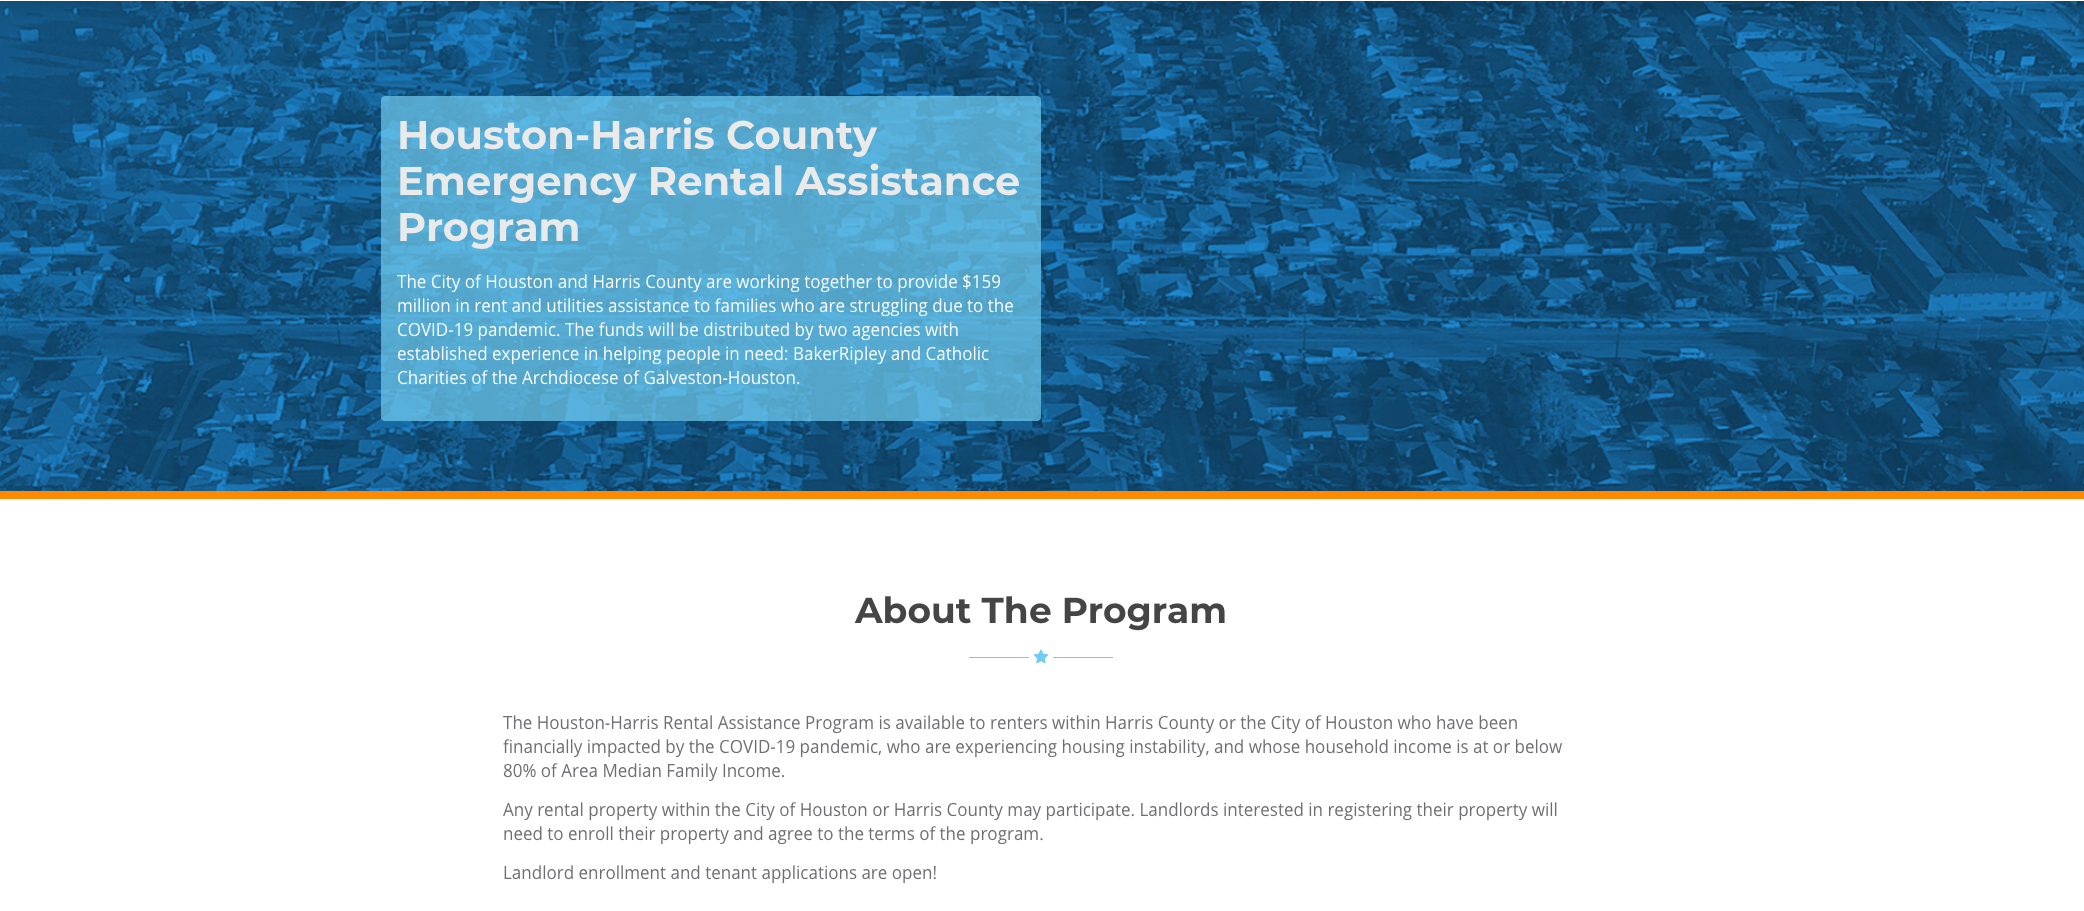 Houston-Harris County
Emergency Rental Assistance
Program
The City of Houston and Harris County are working together to provide $159
million in rent and utilities assistance to families who are struggling due to the
COVID-19 pandemic. The funds will be distributed by two agencies with
established experience in helping people in need: BakerRipley and Catholic
Charities of the Archdiocese of Galveston-Houston.
About The Program
The Houston-Harris Rental Assistance Program is available to renters within Harris County or the City of Houston who have been
financially impacted by the COVID-19 pandemic, who are experiencing housing instability, and whose household income is at or below
80% of Area Median Family Income.
Any rental property within the City of Houston or Harris County may participate. Landlords interested in registering their property will
need to enroll their property and agree to the terms of the program.
Landlord enrollment and tenant applications are open!